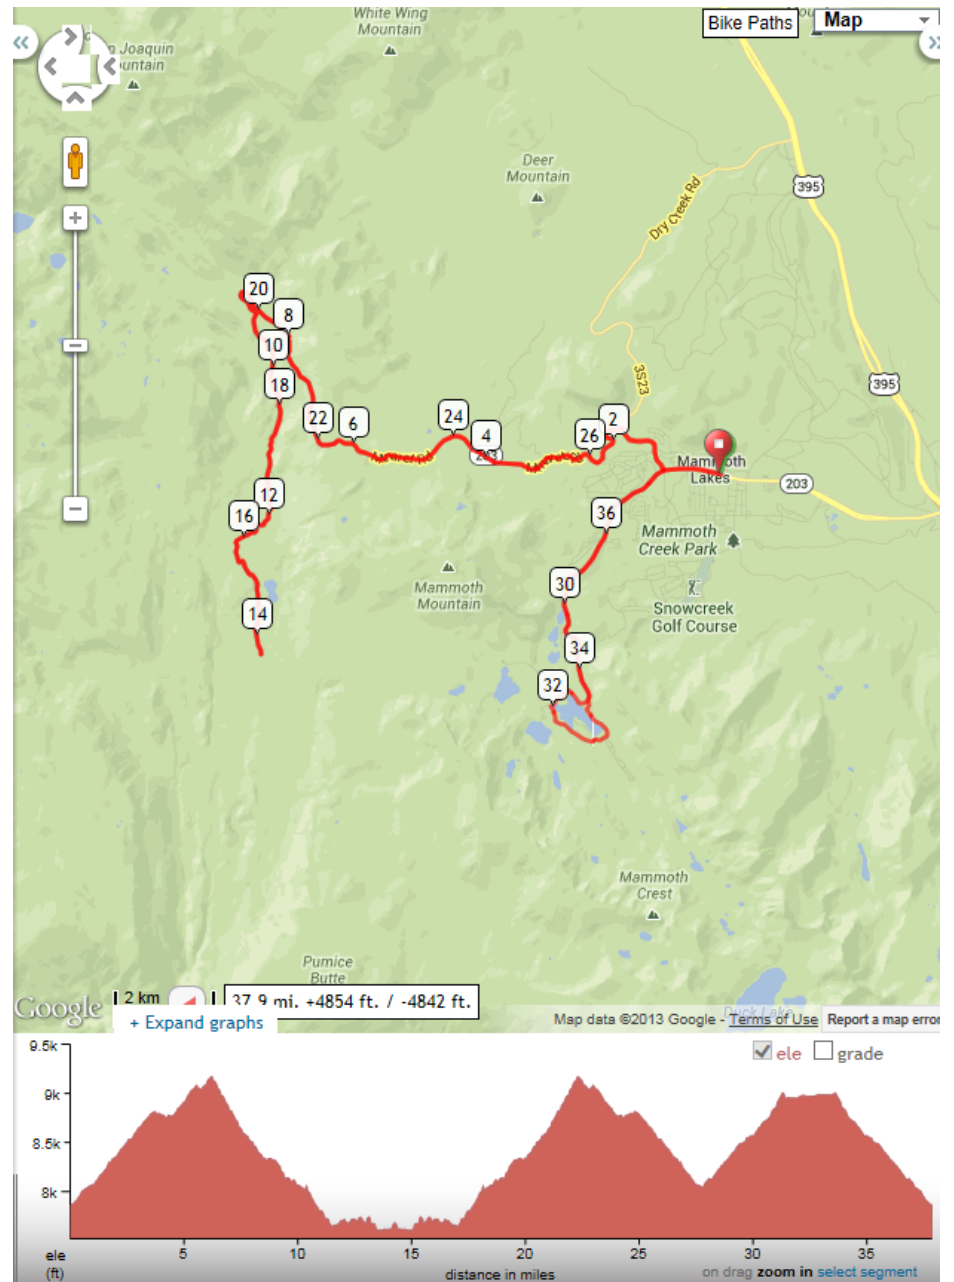 White Wing
Mountain
Bike Paths
Map
n Joaquin
untain
395
Deer
Mountain
Dry Creek Rd
20
8
10
18
3S23
395
22
6
24
4
26
2
203
Mammoth
Lakes
203
12
16
36
Mammoth
Creek Park
Mammoth
Mountain
30
Snowcreek
Golf Course
14
34
32
Mammoth
Crest
Pumice
Butte
2 km
37.9 mi. +4854 ft. / -4842 ft.
Google
+ Expand graphs
Duck Lake
Map data ©2013 Google - Terms of Use Report a map error
9.5k
ele grade
9k
8.5k
8k
5 10 15 20 25 30 35
ele
(ft)
distance in miles
on drag zoom in select segment